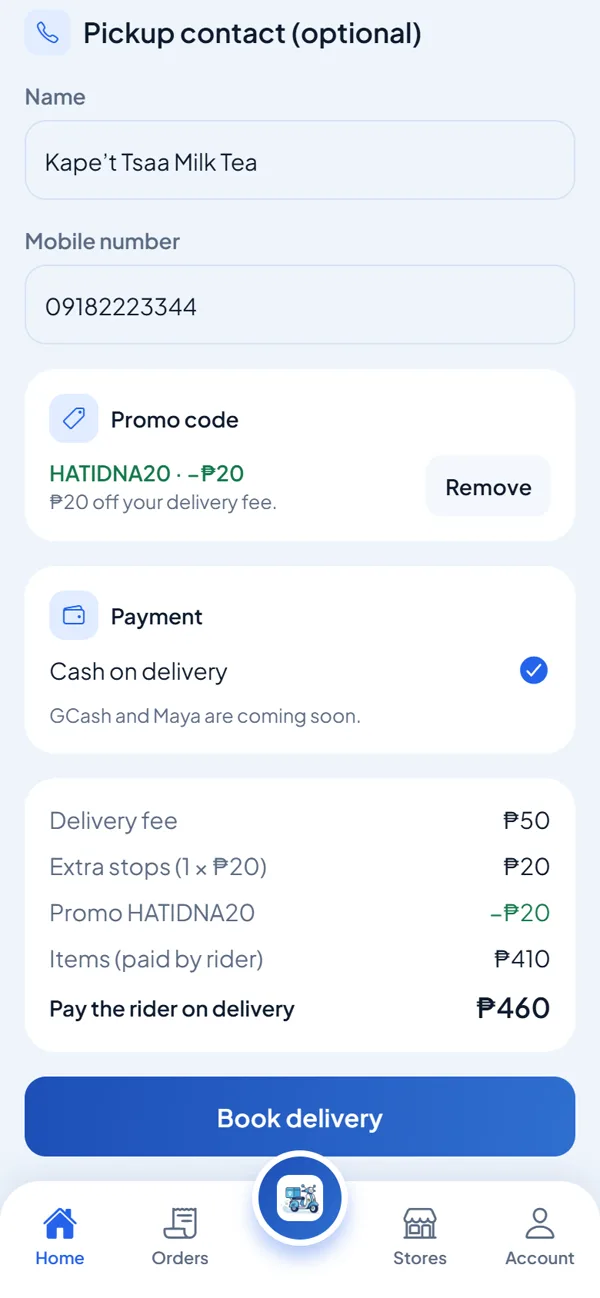 Pickup contact (optional)
Name
Kape’t Tsaa Milk Tea
Mobile number
09182223344
Promo code
HATIDNA20 · −₱20
₱20 off your delivery fee.
Remove
Payment
Cash on delivery
GCash and Maya are coming soon.
Delivery fee ₱50
Extra stops (1 × ₱20) ₱20
Promo HATIDNA20 −₱20
Items (paid by rider) ₱410
Pay the rider on delivery ₱460
Book delivery
Home Orders Stores Account